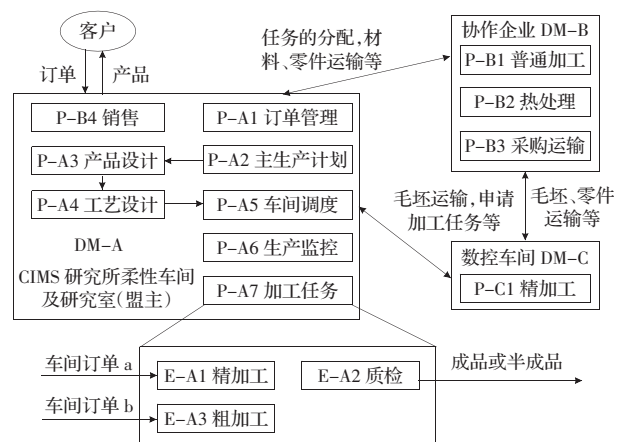 客户
订单
产品
任务的分配,材
料、零件运输等
协作企业 DM-B
P-B1 普通加工
P-B2 热处理
P-B3 采购运输
P-B4 销售
P-A1 订单管理
P-A3 产品设计
P-A2 主生产计划
P-A4 工艺设计
P-A5 车间调度
DM-A
P-A6 生产监控
CIMS 研究所柔性车间
及研究室(盟主)
P-A7 加工任务
毛坯运输,申请
加工任务等
毛坯、零件
运输等
数控车间 DM-C
P-C1 精加工
车间订单 a
E-A1 精加工
E-A2 质检
成品或半成品
车间订单 b
E-A3 粗加工